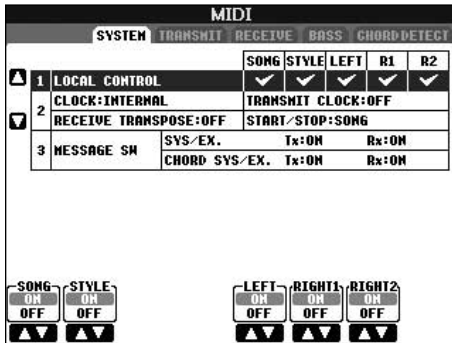 MIDI
SYSTEM TRANSMIT RECEIVE BASS CHORD DETECT
SONG STYLE LEFT R1 R2
1 LOCAL CONTROL
2 CLOCK:INTERNAL TRANSMIT CLOCK:OFF
RECEIVE TRANSPOSE:OFF START/STOP:SONG
3 MESSAGE SW SYS/EX. Tx:ON Rx:ON
CHORD SYS/EX. Tx:ON Rx:ON
SONG STYLE LEFT RIGHT1 RIGHT2
ON ON ON ON ON
OFF OFF OFF OFF OFF